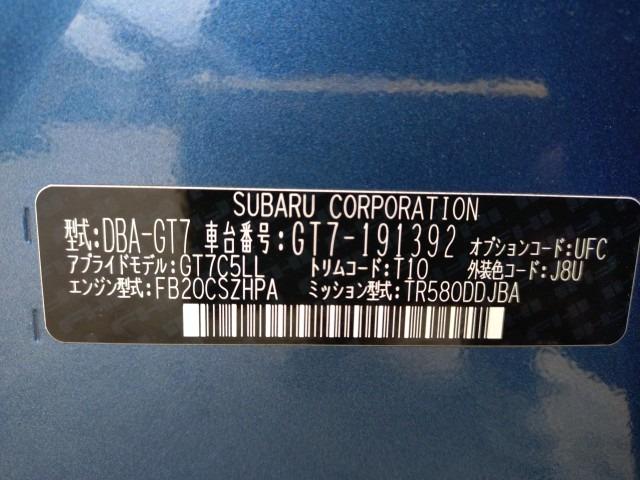 SUBARU CORPORATION
型式:DBA-GT7 車台番号:GT7-191392 オプションコード:UFC
アプライドモデル:GT7C5LL トリムコード:T10 外装色コード:J8U
エンジン型式:FB20CSZHPA ミッション型式:TR580DDJBA